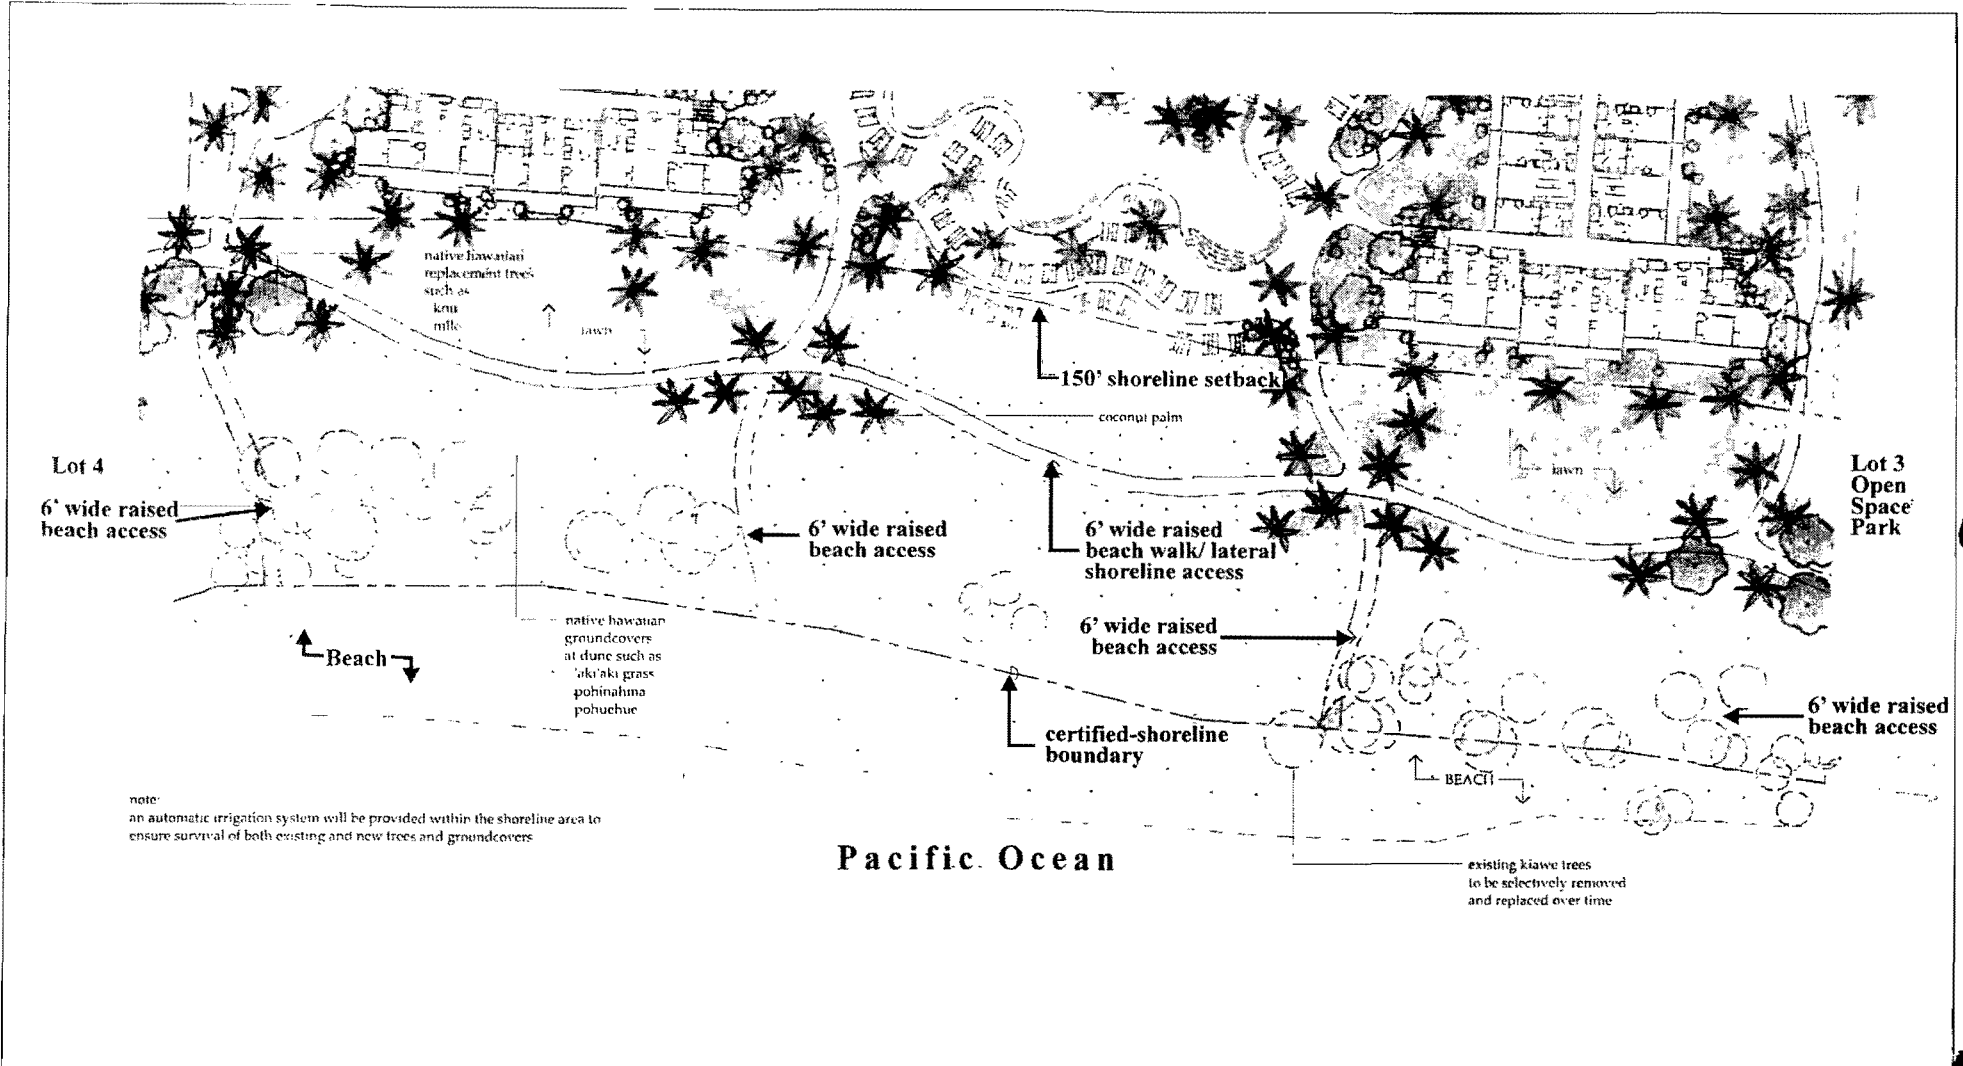 native hawaiian
replacement trees
such as
kou
milo
lawn
150' shoreline setback
coconut palm
Lot 4
6' wide raised
beach access
6' wide raised
beach access
6' wide raised
beach walk/ lateral
shoreline access
lawn
Lot 3
Open
Space
Park
native hawaiian
groundcovers
at dune such as
'aki'aki grass
pohinahina
pohuehue
6' wide raised
beach access
Beach
6' wide raised
beach access
certified-shoreline
boundary
BEACH
note:
an automatic irrigation system will be provided within the shoreline area to
ensure survival of both existing and new trees and groundcovers
Pacific Ocean
existing kiawe trees
to be selectively removed
and replaced over time